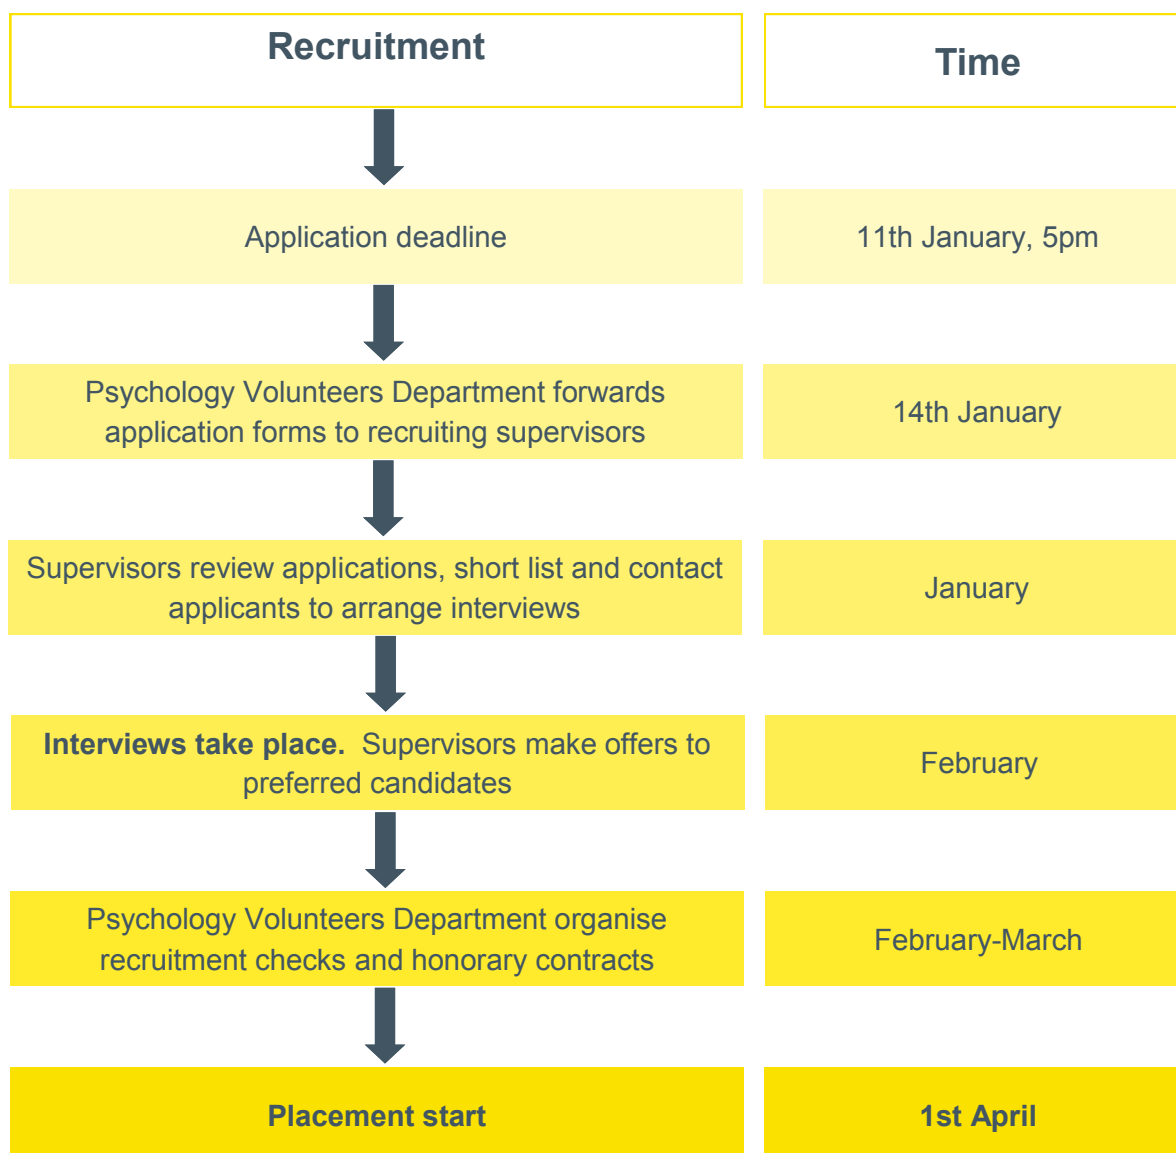 Recruitment
Time
Application deadline
11th January, 5pm
Psychology Volunteers Department forwards
application forms to recruiting supervisors
14th January
Supervisors review applications, short list and contact
applicants to arrange interviews
January
Interviews take place.  Supervisors make offers to
preferred candidates
February
Psychology Volunteers Department organise
recruitment checks and honorary contracts
February-March
Placement start
1st April